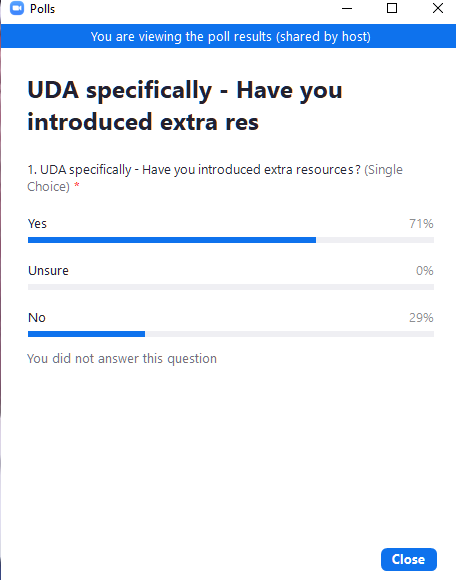 Polls
You are viewing the poll results (shared by host)
UDA specifically - Have you
introduced extra res
1. UDA specifically - Have you introduced extra resources? (Single
Choice) *
Yes 71%
Unsure 0%
No 29%
You did not answer this question
Close